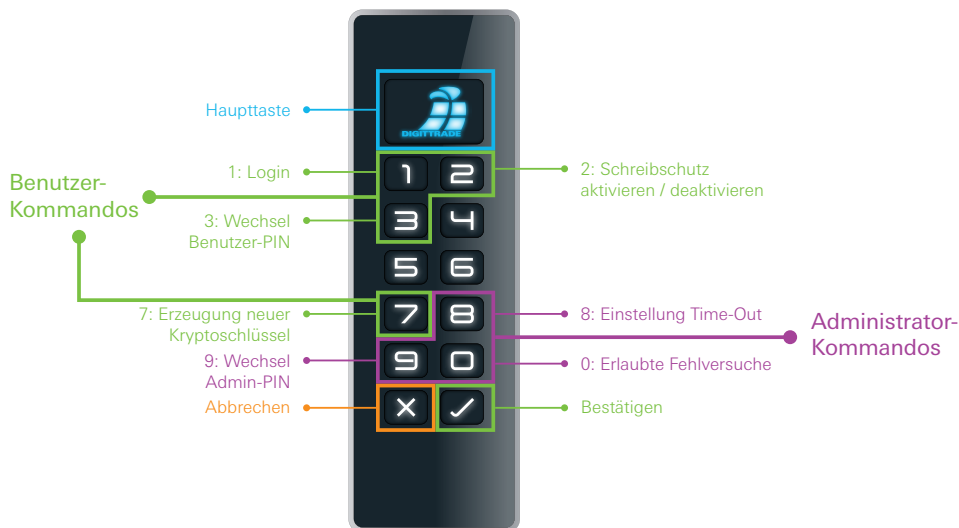 Haupttaste
DIGITTRADE
1: Login
1
2
2: Schreibschutz
aktivieren / deaktivieren
Benutzer-
Kommandos
3: Wechsel
Benutzer-PIN
3
4
5
6
7: Erzeugung neuer
Kryptoschlüssel
7
8
8: Einstellung Time-Out
Administrator-
Kommandos
9: Wechsel
Admin-PIN
9
0
0: Erlaubte Fehlversuche
Abbrechen
Bestätigen